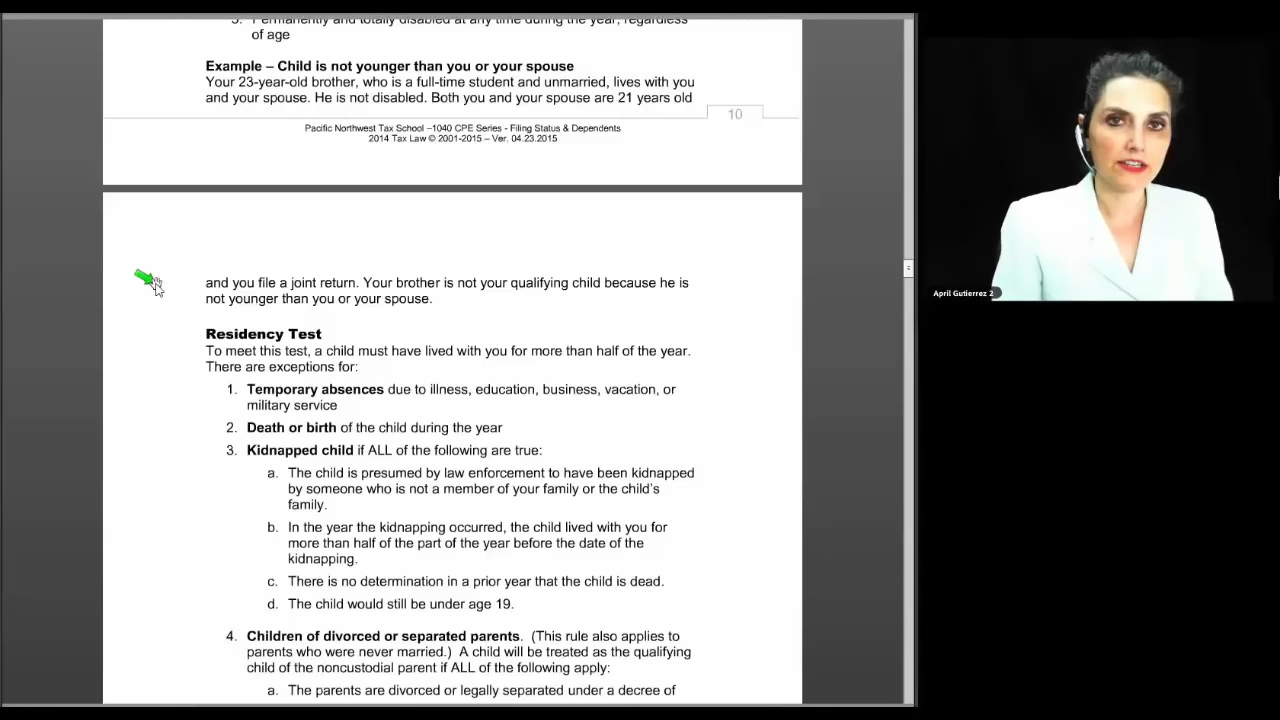 5. Permanently and totally disabled at any time during the year, regardless
of age
Example – Child is not younger than you or your spouse
Your 23-year-old brother, who is a full-time student and unmarried, lives with you
and your spouse. He is not disabled. Both you and your spouse are 21 years old
10
Pacific Northwest Tax School –1040 CPE Series - Filing Status & Dependents
2014 Tax Law © 2001-2015 – Ver. 04.23.2015
and you file a joint return. Your brother is not your qualifying child because he is
not younger than you or your spouse.
Residency Test
To meet this test, a child must have lived with you for more than half of the year.
There are exceptions for:
1. Temporary absences due to illness, education, business, vacation, or
military service
2. Death or birth of the child during the year
3. Kidnapped child if ALL of the following are true:
a. The child is presumed by law enforcement to have been kidnapped
by someone who is not a member of your family or the child's
family.
b. In the year the kidnapping occurred, the child lived with you for
more than half of the part of the year before the date of the
kidnapping.
c. There is no determination in a prior year that the child is dead.
d. The child would still be under age 19.
4. Children of divorced or separated parents. (This rule also applies to
parents who were never married.) A child will be treated as the qualifying
child of the noncustodial parent if ALL of the following apply:
a. The parents are divorced or legally separated under a decree of
April Gutierrez 2